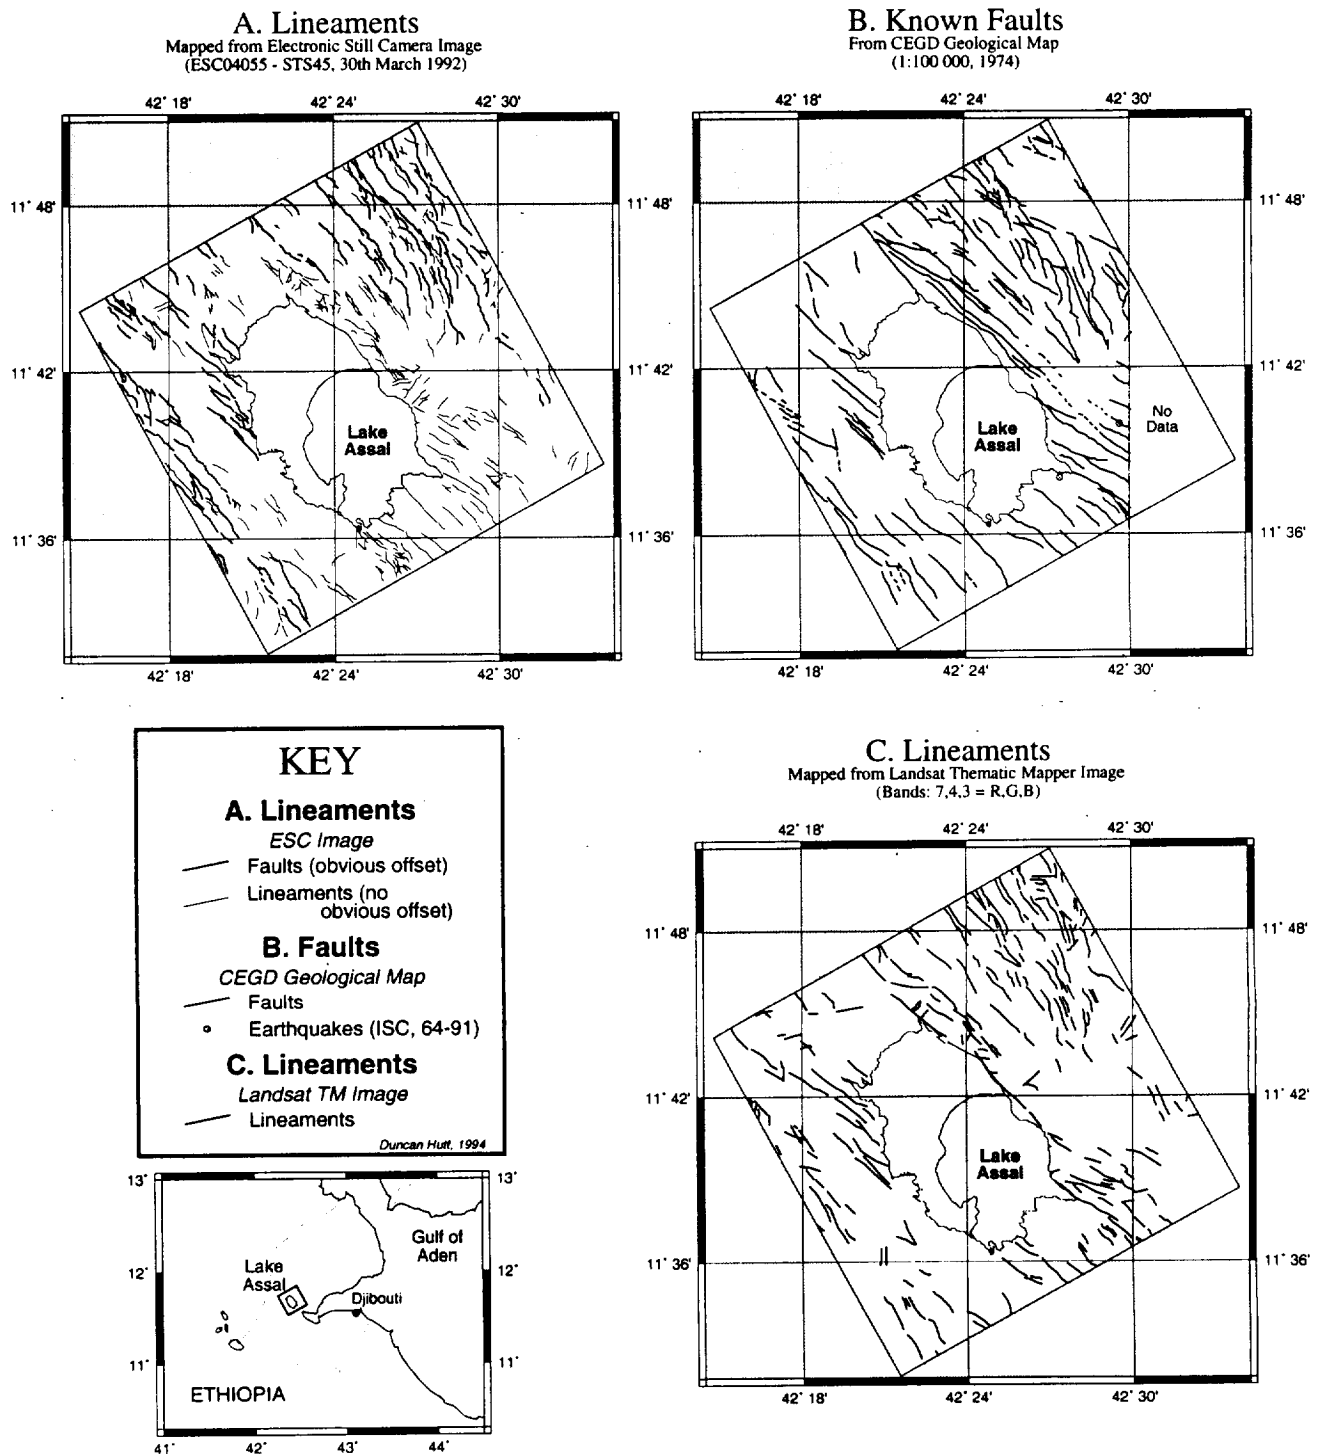 A. Lineaments
Mapped from Electronic Still Camera Image
(ESC04055 - STS45, 30th March 1992)
42° 18'
42° 24'
42° 30'
11° 48'
11° 48'
11° 42'
11° 42'
Lake
Assal
11° 36'
11° 36'
42° 18'
42° 24'
42° 30'
B. Known Faults
From CEGD Geological Map
(1:100 000, 1974)
42° 18'
42° 24'
42° 30'
11° 48'
11° 42'
No
Data
Lake
Assal
11° 36'
42° 18'
42° 24'
42° 30'
KEY
A. Lineaments
ESC Image
Faults (obvious offset)
Lineaments (no
obvious offset)
B. Faults
CEGD Geological Map
Faults
Earthquakes (ISC, 64-91)
C. Lineaments
Landsat TM Image
Lineaments
Duncan Huff, 1994
C. Lineaments
Mapped from Landsat Thematic Mapper Image
(Bands: 7,4,3 = R,G,B)
42° 18'
42° 24'
42° 30'
11° 48'
11° 48'
11° 42'
11° 42'
Lake
Assal
11° 36'
11° 36'
42° 18'
42° 24'
42° 30'
13°
13°
Gulf of
Aden
Lake
Assal
12°
12°
Djibouti
11°
11°
ETHIOPIA
41°
42°
43°
44°